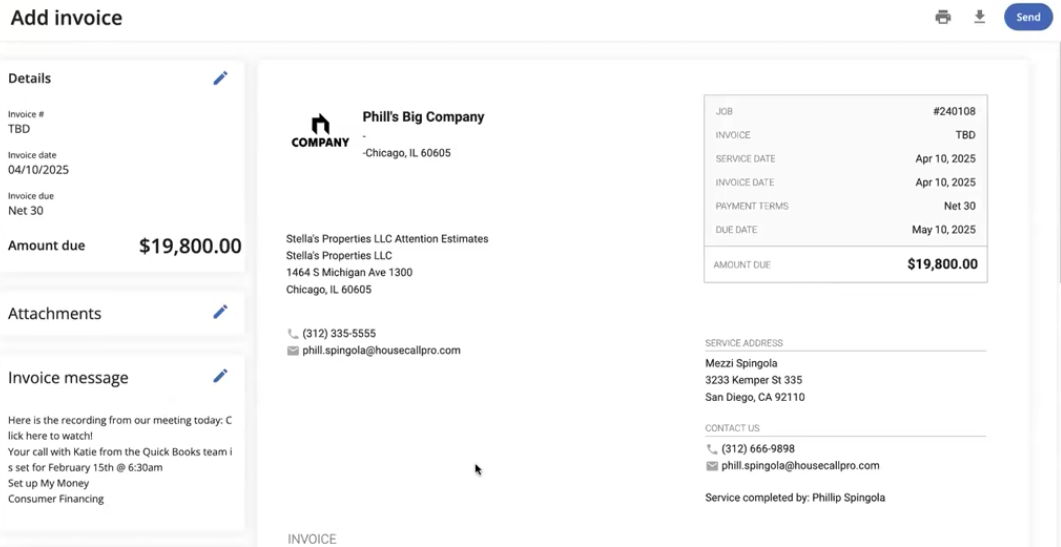 Add invoice
Send
Details
Invoice #
TBD
Invoice date
04/10/2025
Invoice due
Net 30
Amount due $19,800.00
Attachments
Invoice message
Here is the recording from our meeting today: C
lick here to watch!
Your call with Katie from the Quick Books team i
s set for February 15th @ 6:30am
Set up My Money
Consumer Financing
COMPANY
Phill's Big Company
-
-Chicago, IL 60605
JOB #240108
INVOICE TBD
SERVICE DATE Apr 10, 2025
INVOICE DATE Apr 10, 2025
PAYMENT TERMS Net 30
DUE DATE May 10, 2025
AMOUNT DUE $19,800.00
Stella's Properties LLC Attention Estimates
Stella's Properties LLC
1464 S Michigan Ave 1300
Chicago, IL 60605
(312) 335-5555
phill.spingola@housecallpro.com
SERVICE ADDRESS
Mezzi Spingola
3233 Kemper St 335
San Diego, CA 92110
CONTACT US
(312) 666-9898
phill.spingola@housecallpro.com
Service completed by: Phillip Spingola
INVOICE